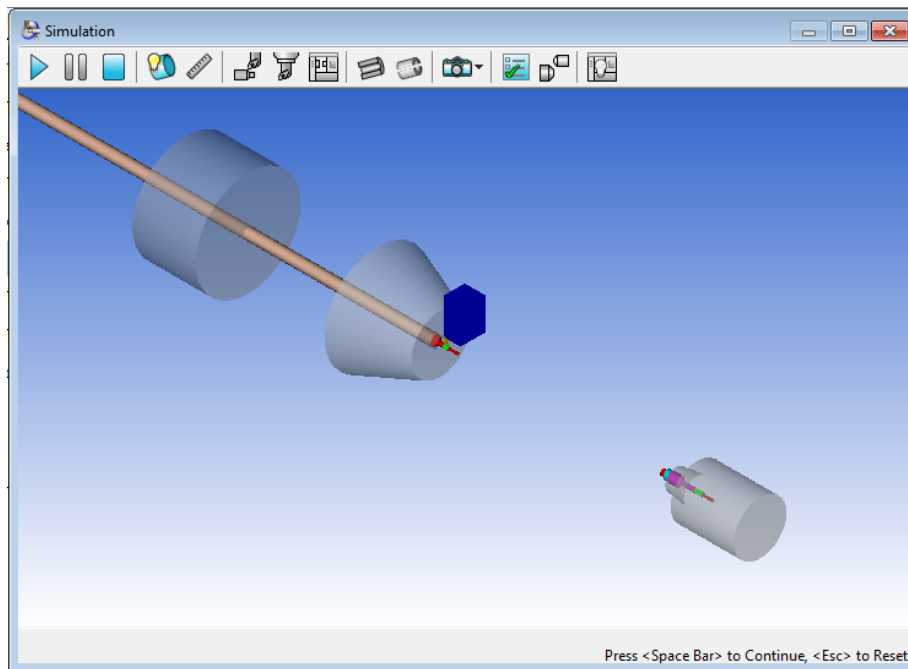 Simulation
Press <Space Bar> to Continue, <Esc> to Reset